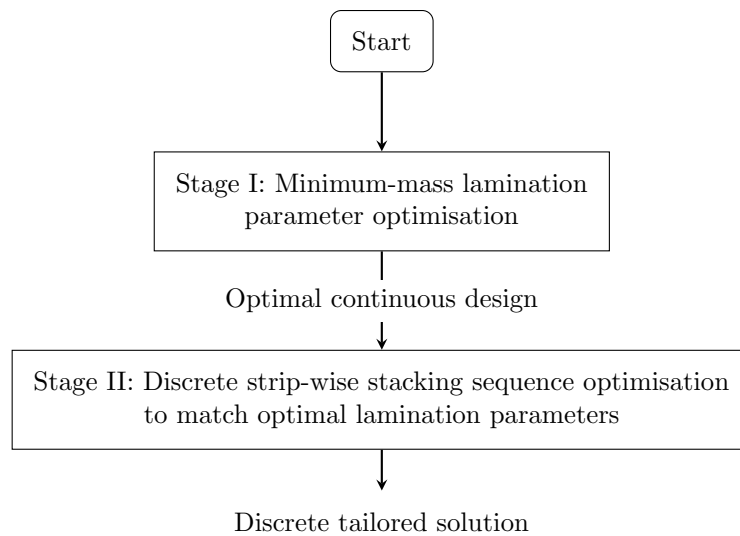 Start
Stage I: Minimum-mass lamination
parameter optimisation
Optimal continuous design
Stage II: Discrete strip-wise stacking sequence optimisation
to match optimal lamination parameters
Discrete tailored solution